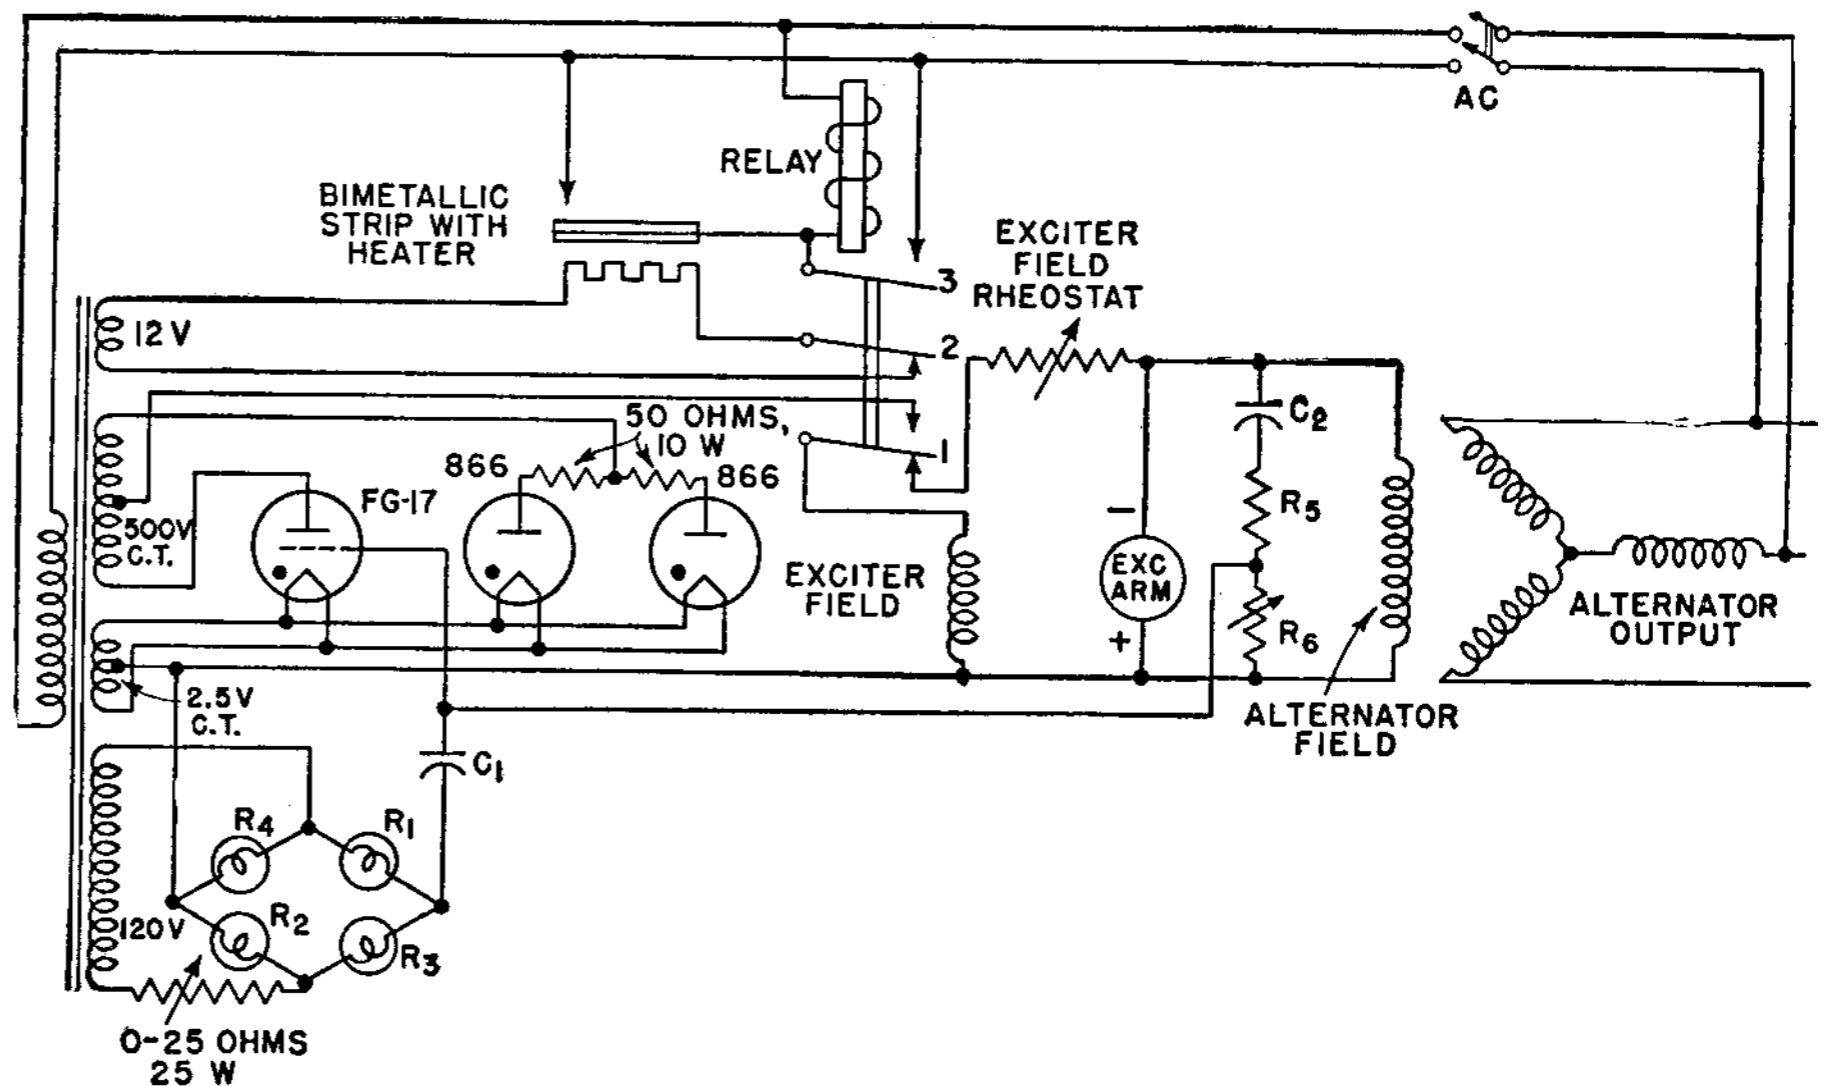 AC
RELAY
BIMETALLIC
STRIP WITH
HEATER
EXCITER
FIELD
RHEOSTAT
3
12 V
2
50 OHMS,
10 W
C2
1
866
866
FG-17
R5
500V
C.T.
EXCITER
FIELD
EXC
ARM
-
+
R6
ALTERNATOR
OUTPUT
2.5V
C.T.
ALTERNATOR
FIELD
C1
R4
R1
120V
R2
R3
0-25 OHMS
25 W